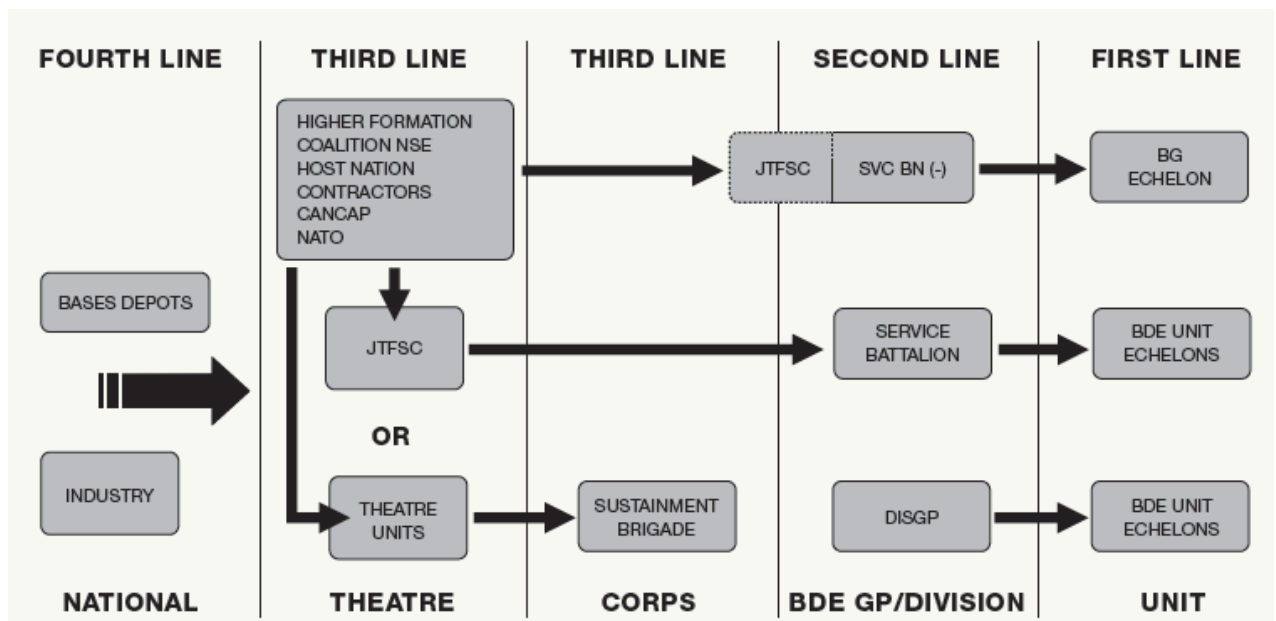 FOURTH LINE
THIRD LINE
THIRD LINE
SECOND LINE
FIRST LINE
HIGHER FORMATION
COALITION NSE
HOST NATION
CONTRACTORS
CANCAP
NATO
JTFSC
SVC BN (-)
BG
ECHELON
BASES DEPOTS
JTFSC
SERVICE
BATTALION
BDE UNIT
ECHELONS
OR
INDUSTRY
THEATRE
UNITS
SUSTAINMENT
BRIGADE
DISGP
BDE UNIT
ECHELONS
NATIONAL
THEATRE
CORPS
BDE GP/DIVISION
UNIT